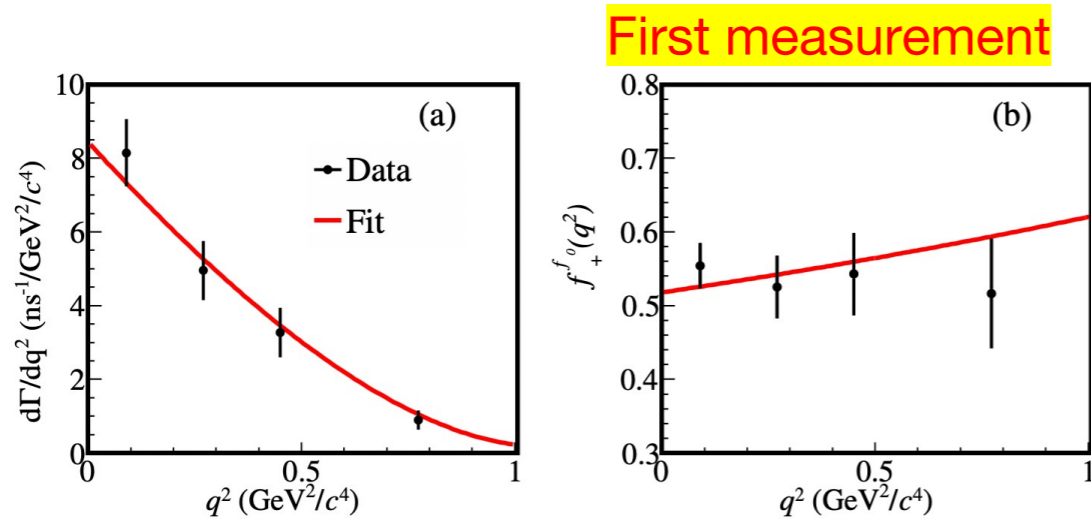 First measurement
(a)
Data
Fit
dΓ/dq² (ns⁻¹/GeV²/c⁴)
10
8
6
4
2
0
0 0.5 1
q² (GeV²/c⁴)
(b)
f₊^{f₀}(q²)
0.8
0.7
0.6
0.5
0.4
0.3
0 0.5 1
q² (GeV²/c⁴)